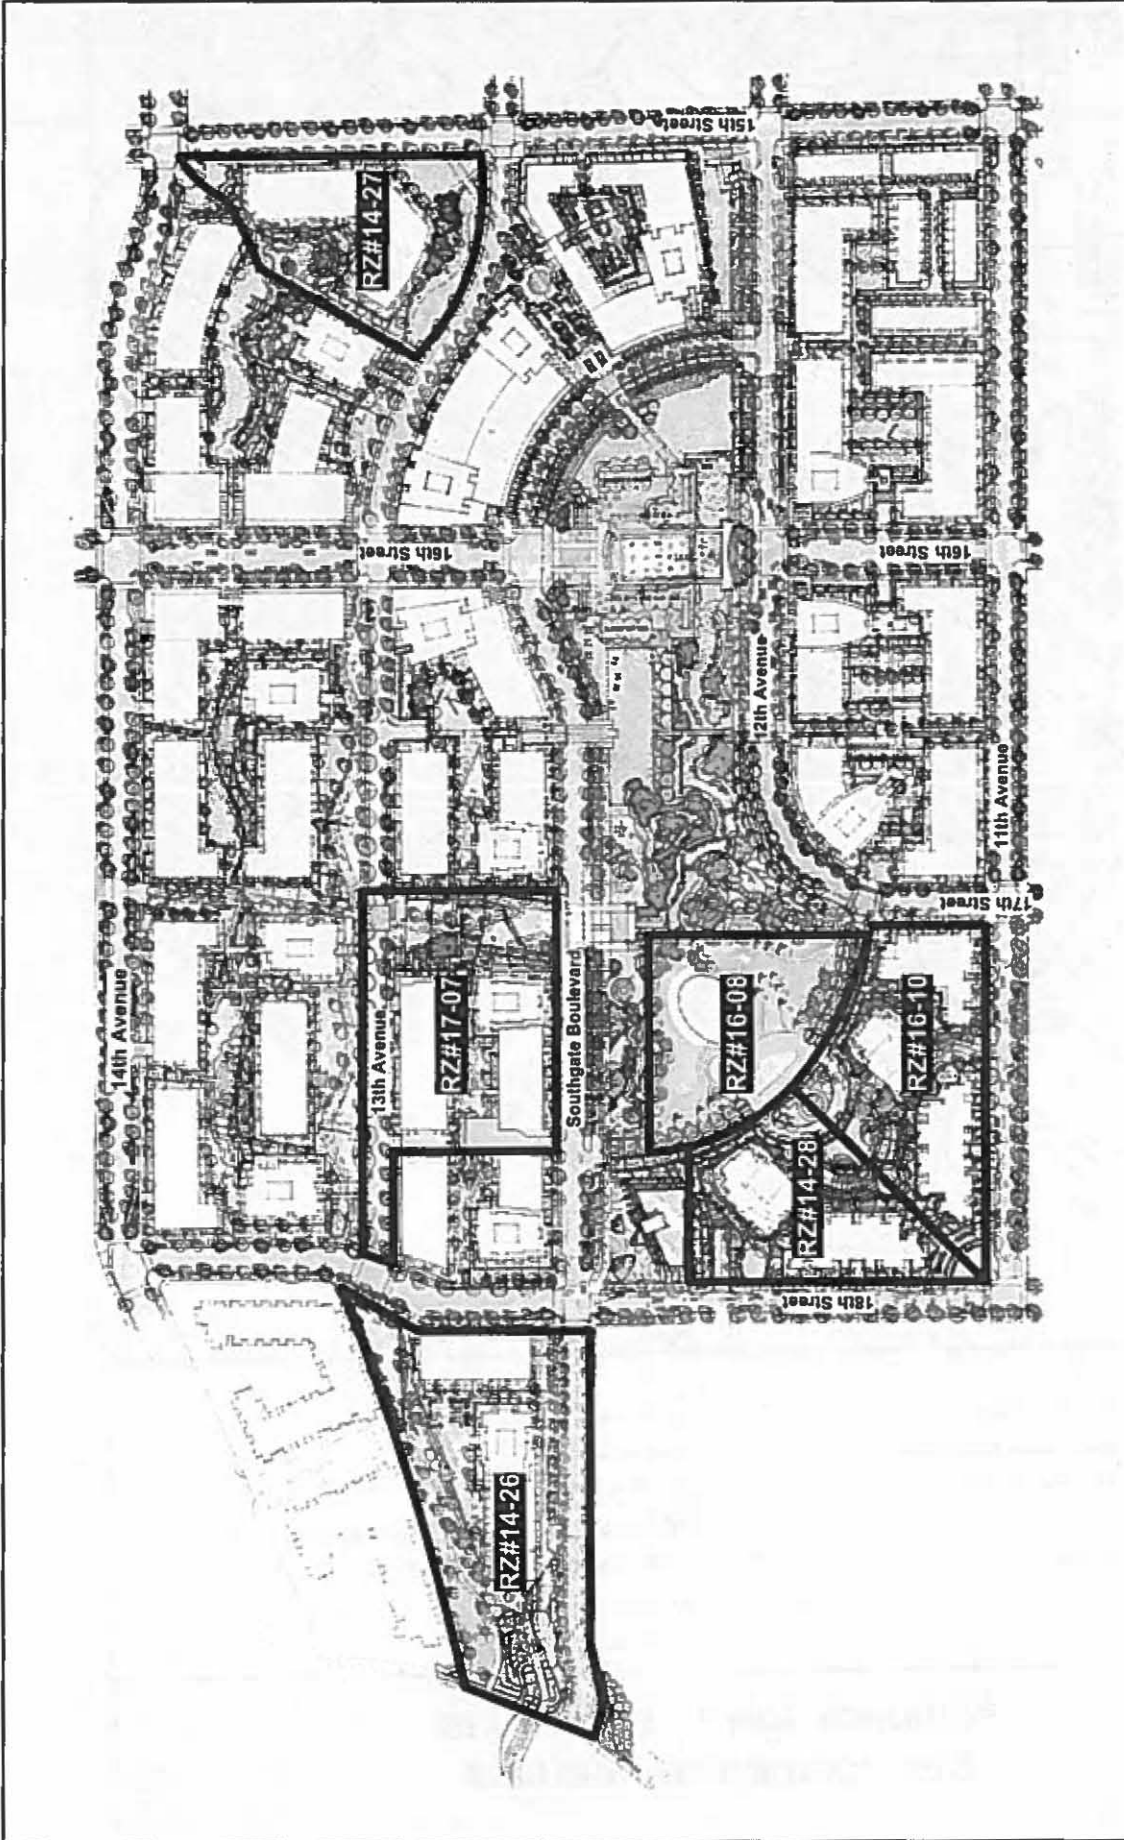 15th Street
RZ#14-27
16th Street
16th Street
12th Avenue
11th Avenue
17th Street
14th Avenue
13th Avenue
RZ#17-07
Southgate Boulevard
RZ#16-08
RZ#16-10
RZ#14-28
18th Street
RZ#14-26